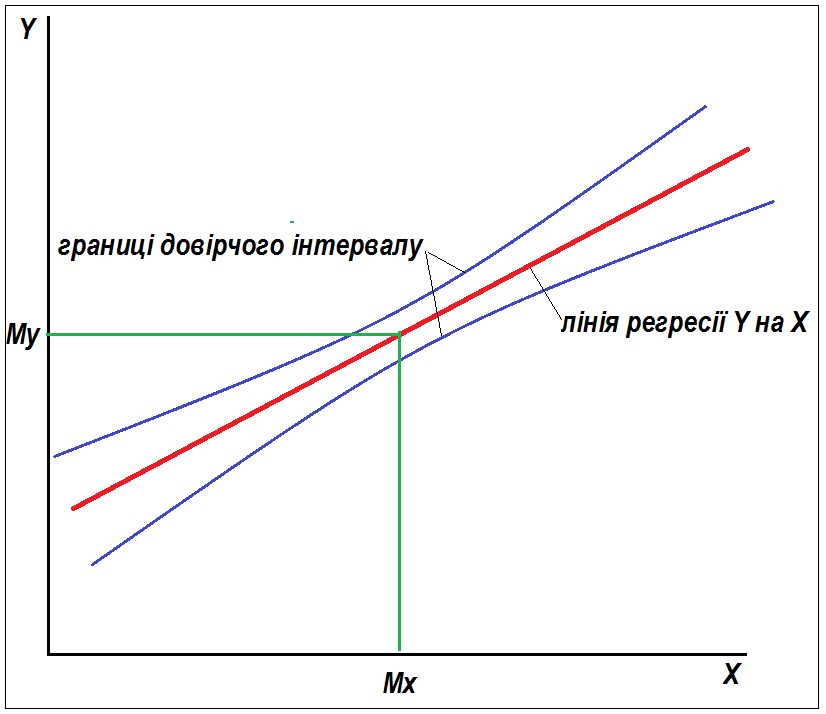 Y
границі довірчого інтервалу
лінія регресії Y на X
My
X
Mx